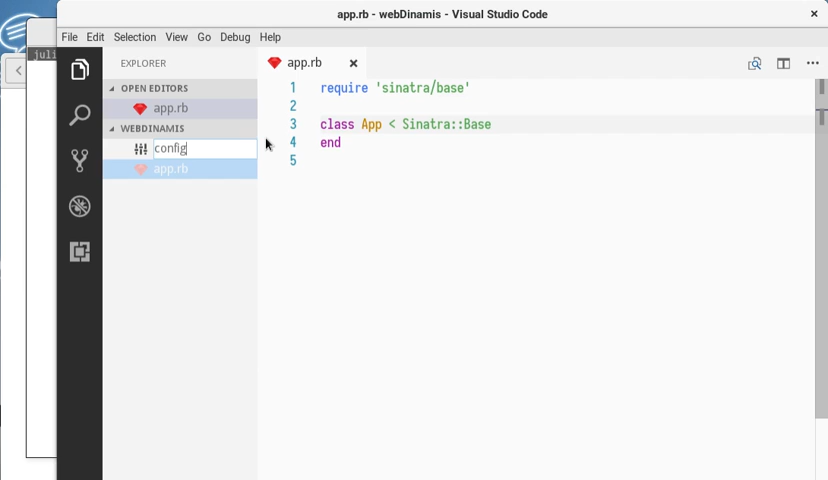 app.rb - webDinamis - Visual Studio Code
File Edit Selection View Go Debug Help
juli
EXPLORER
OPEN EDITORS
app.rb
WEBDINAMIS
config
app.rb
app.rb
1 require 'sinatra/base'
2
3 class App < Sinatra::Base
4 end
5